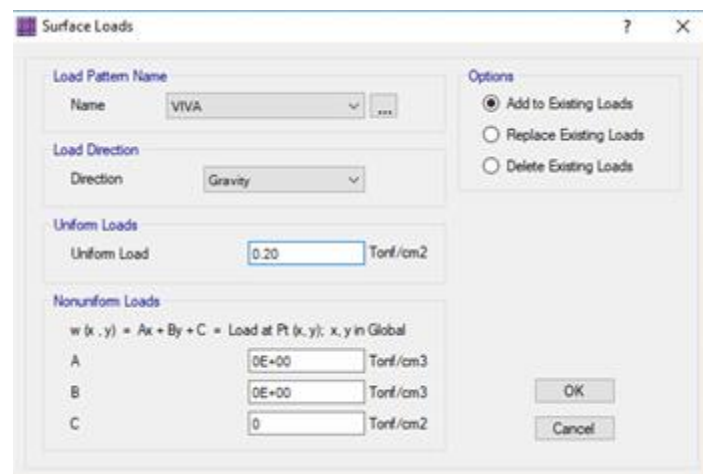 Surface Loads ? X
Load Pattern Name
Name VIVA ...
Load Direction
Direction Gravity
Uniform Loads
Uniform Load 0.20 Tonf/cm2
Nonuniform Loads
w (x , y) = Ax + By + C = Load at Pt (x, y); x, y in Global
A 0E+00 Tonf/cm3
B 0E+00 Tonf/cm3
C 0 Tonf/cm2
Options
Add to Existing Loads
Replace Existing Loads
Delete Existing Loads
OK
Cancel